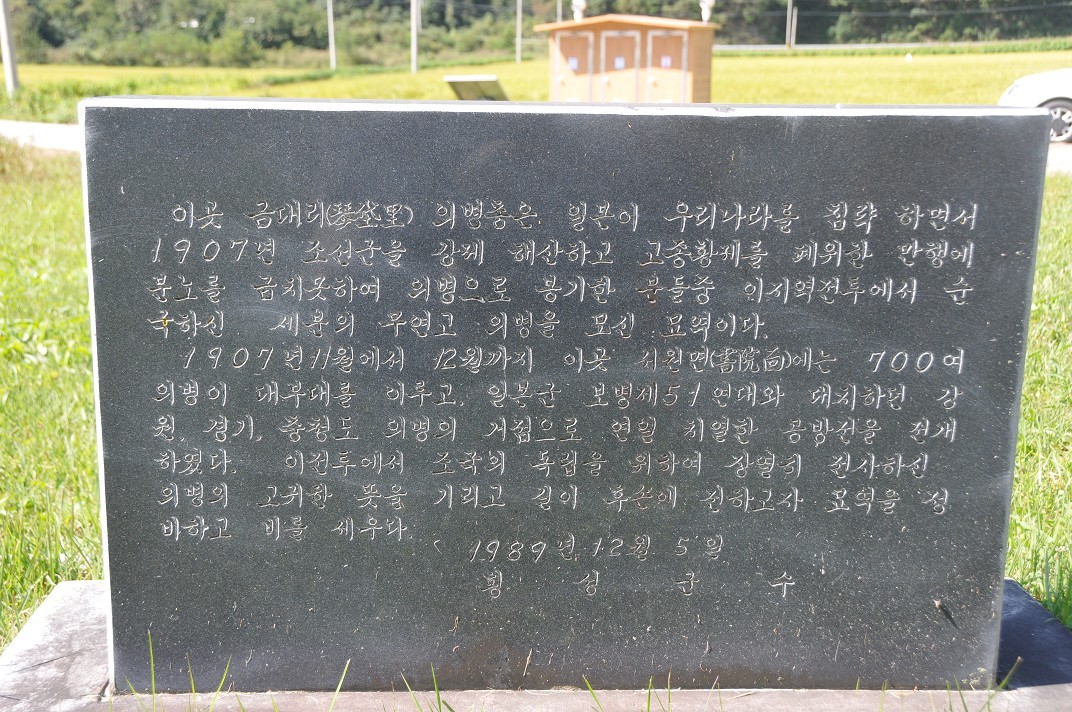 이곳 금대리(琴垈里) 의병총은 일본이 우리나라를 침략 하면서
1907년 조선군을 강제 해산하고 고종황제를 폐위한 만행에
분노를 금치못하여 의병으로 봉기한 분들중 이지역전투에서 순
국하신 세분의 무연고 의병을 모신 묘역이다.
1907년11월에서 12월까지 이곳 서원면(書院面)에는 700여
의병이 대부대를 이루고, 일본군 보병제51연대와 대치하던 강
원, 경기, 충청도 의병의 거점으로 연일 치열한 공방전을 전개
하였다. 이전투에서 조국의 독립을 위하여 장열히 전사하신
의병의 고귀한 뜻을 기리고 길이 후손에 전하고자 묘역을 정
비하고 비를 세우다.
1989년 12월 5일
횡 성 군 수